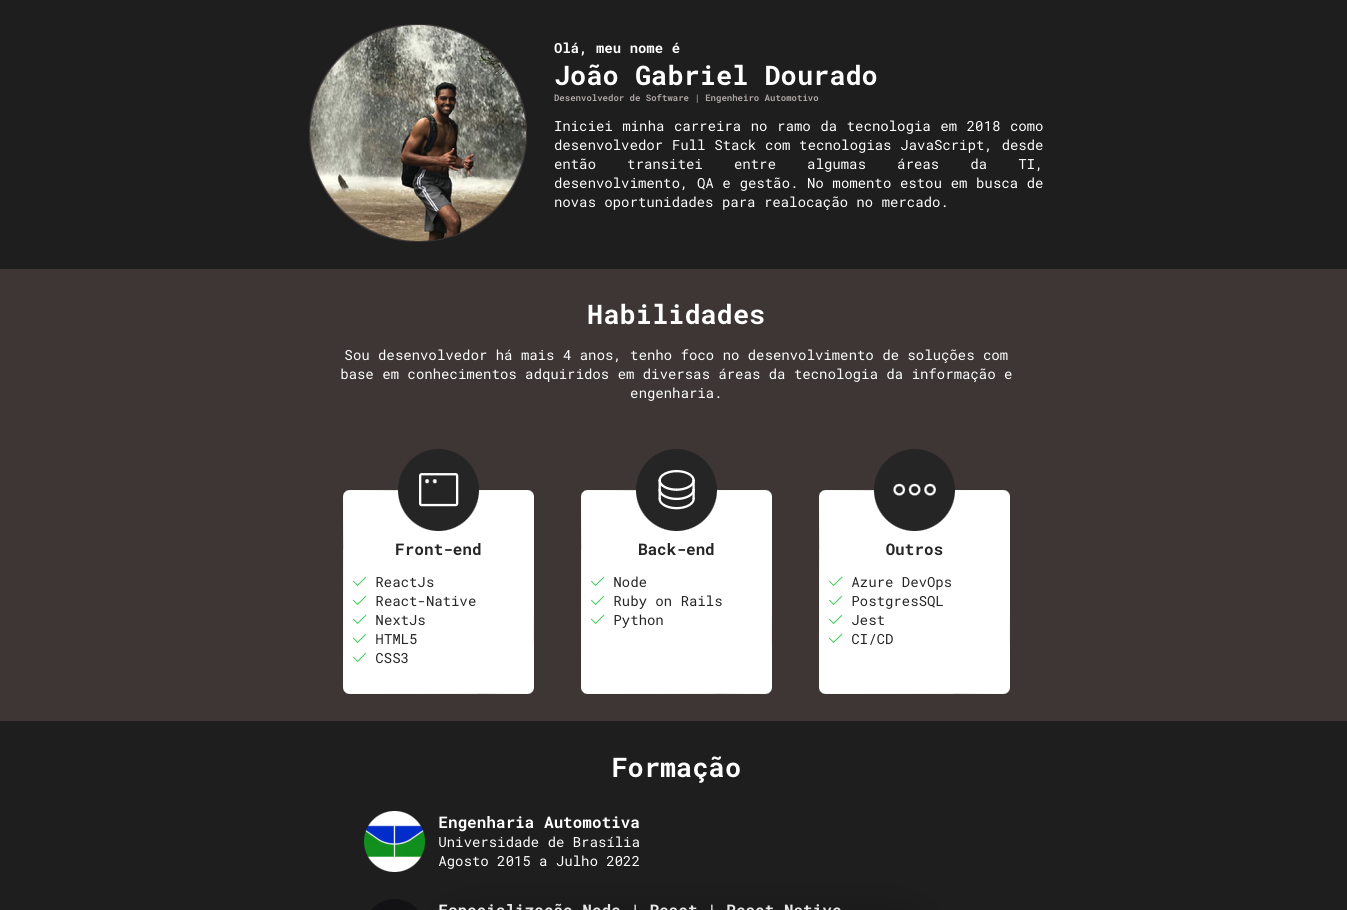 Olá, meu nome é
João Gabriel Dourado
Desenvolvedor de Software | Engenheiro Automotivo
Iniciei minha carreira no ramo da tecnologia em 2018 como
desenvolvedor Full Stack com tecnologias JavaScript, desde
então transitei entre algumas áreas da TI,
desenvolvimento, QA e gestão. No momento estou em busca de
novas oportunidades para realocação no mercado.
Habilidades
Sou desenvolvedor há mais 4 anos, tenho foco no desenvolvimento de soluções com
base em conhecimentos adquiridos em diversas áreas da tecnologia da informação e
engenharia.
Front-end
ReactJs
React-Native
NextJs
HTML5
CSS3
Back-end
Node
Ruby on Rails
Python
Outros
Azure DevOps
PostgresSQL
Jest
CI/CD
Formação
Engenharia Automotiva
Universidade de Brasília
Agosto 2015 a Julho 2022
Especialização Node | React | React Native